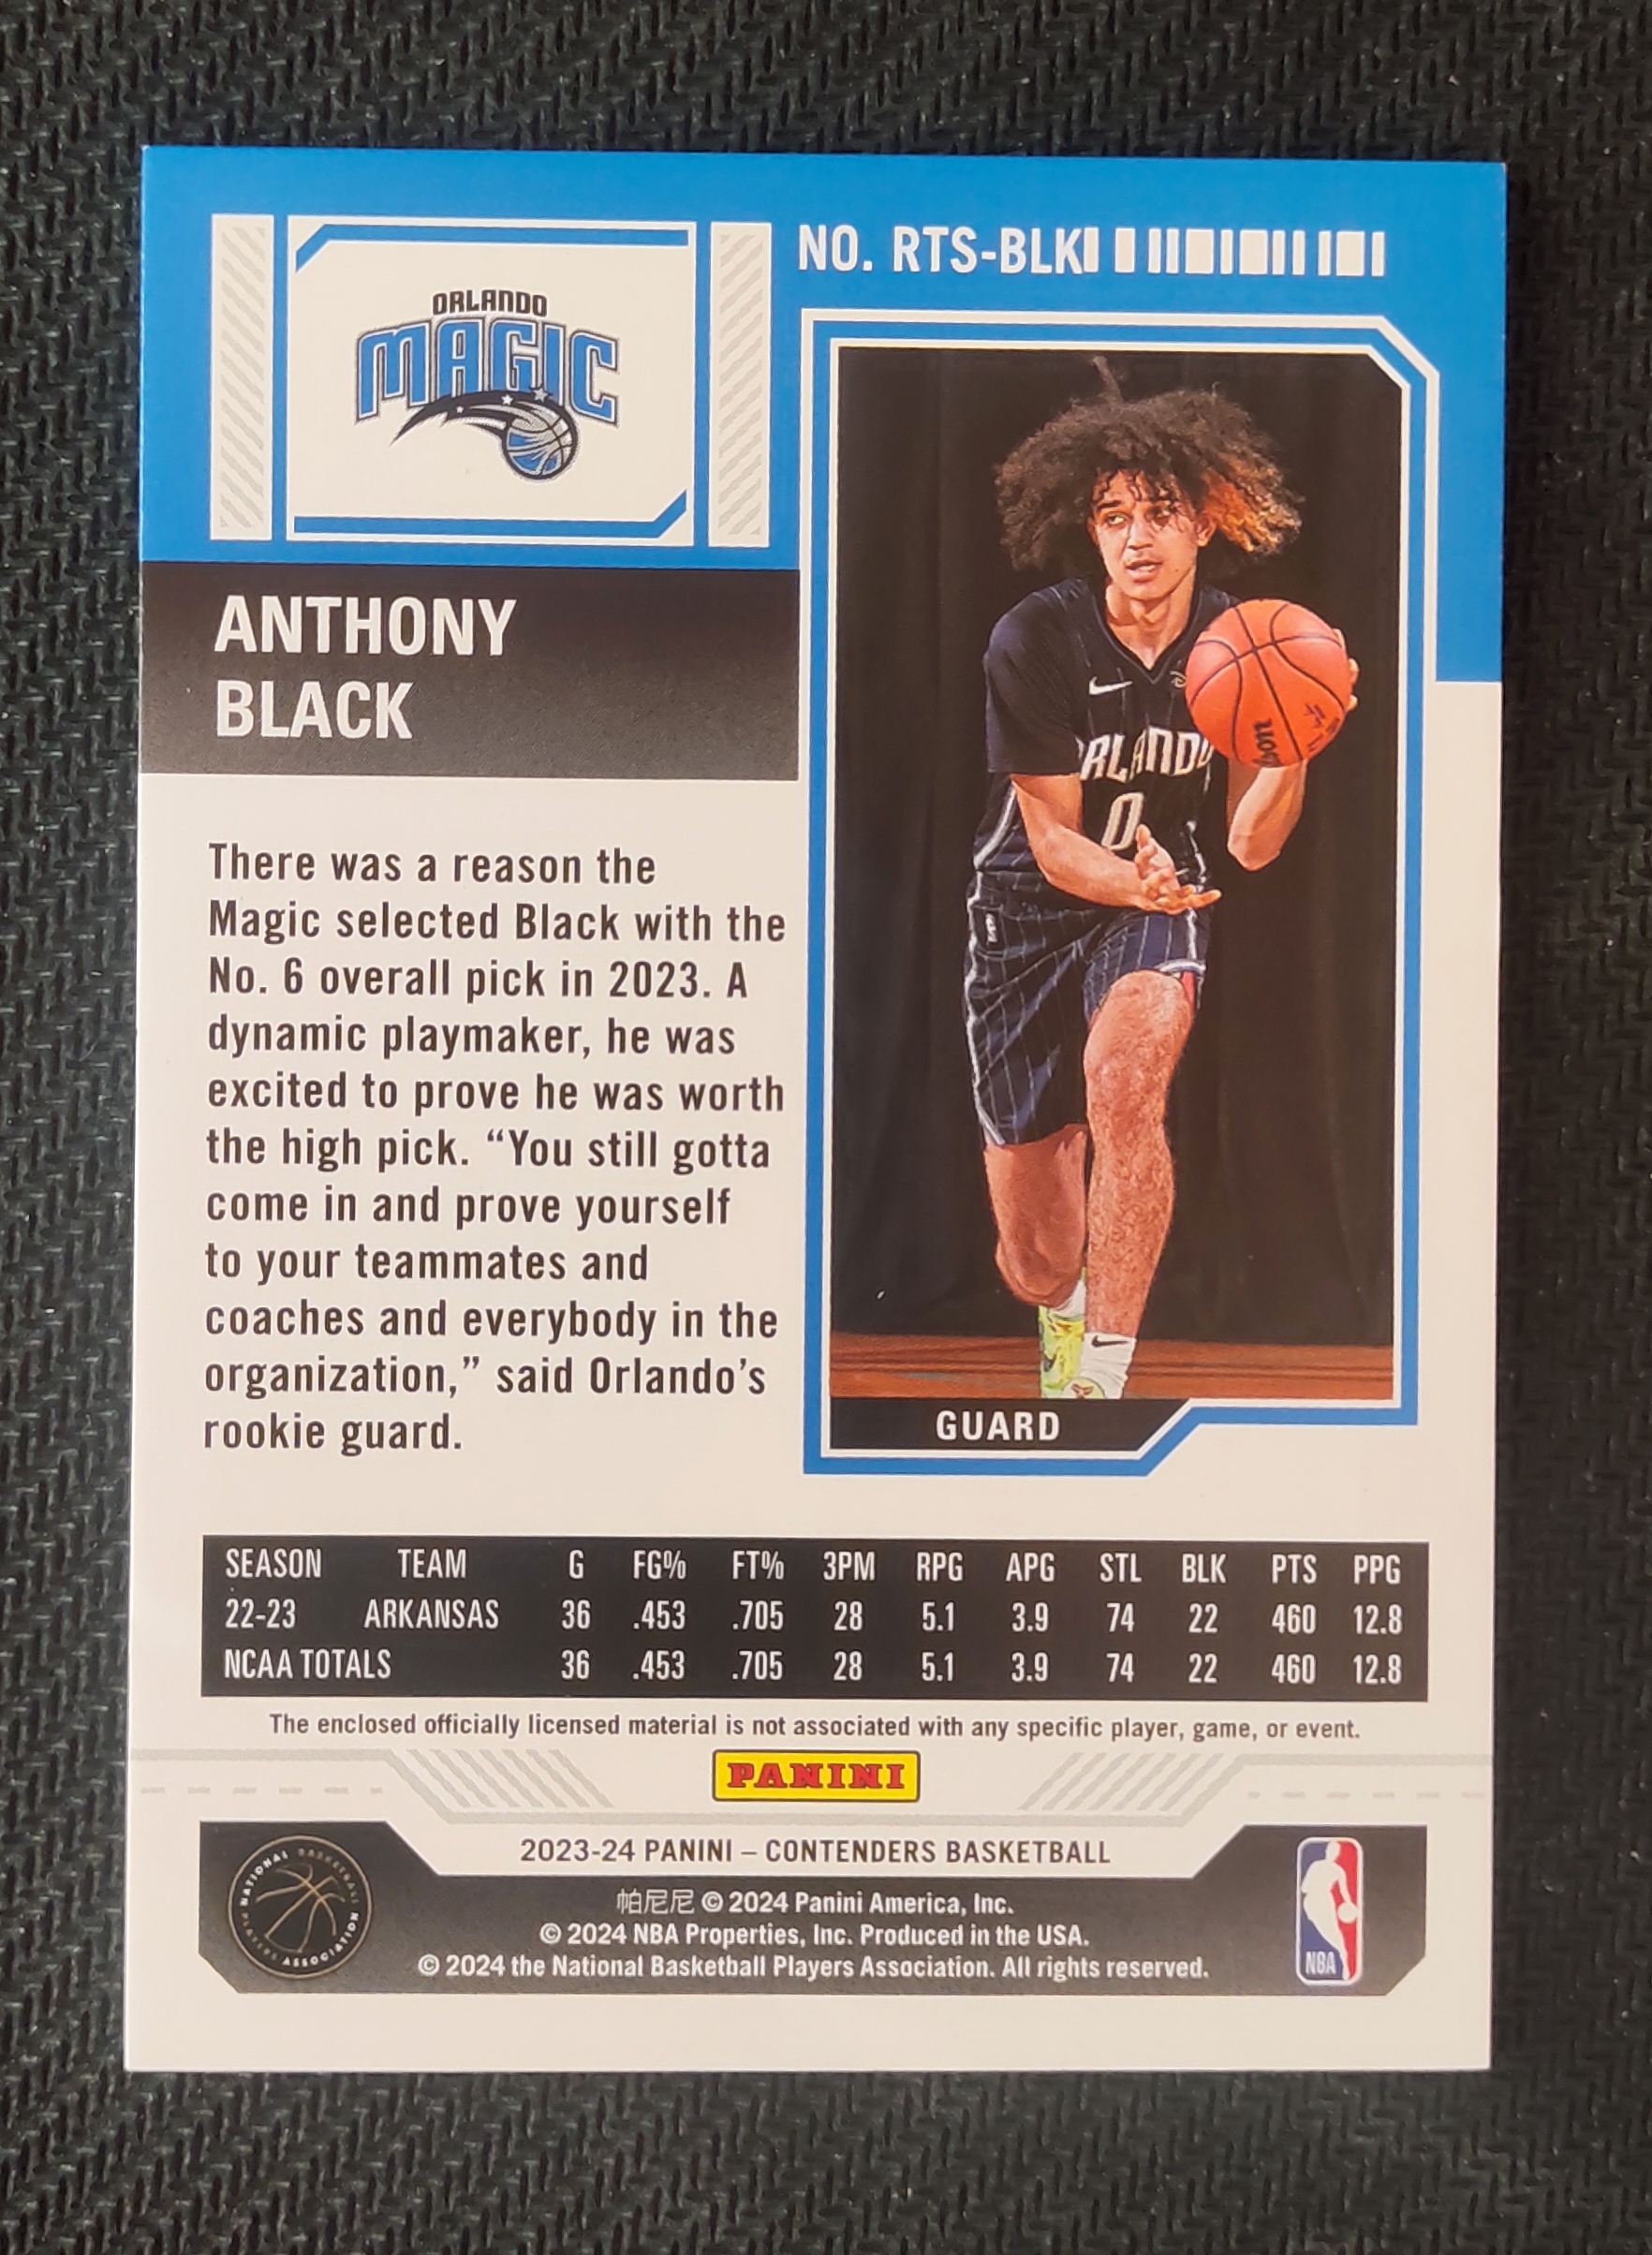 NO. RTS-BLK
ORLANDO
MAGIC
ANTHONY
BLACK
There was a reason the
Magic selected Black with the
No. 6 overall pick in 2023. A
dynamic playmaker, he was
excited to prove he was worth
the high pick. “You still gotta
come in and prove yourself
to your teammates and
coaches and everybody in the
organization,” said Orlando’s
rookie guard.
RLANDO
0
GUARD
SEASON TEAM G FG% FT% 3PM RPG APG STL BLK PTS PPG
22-23 ARKANSAS 36 .453 .705 28 5.1 3.9 74 22 460 12.8
NCAA TOTALS 36 .453 .705 28 5.1 3.9 74 22 460 12.8
The enclosed officially licensed material is not associated with any specific player, game, or event.
PANINI
2023-24 PANINI – CONTENDERS BASKETBALL
帕尼尼 © 2024 Panini America, Inc.
© 2024 NBA Properties, Inc. Produced in the USA.
© 2024 the National Basketball Players Association. All rights reserved.
NATIONAL BASKETBALL PLAYERS ASSOCIATION
NBA